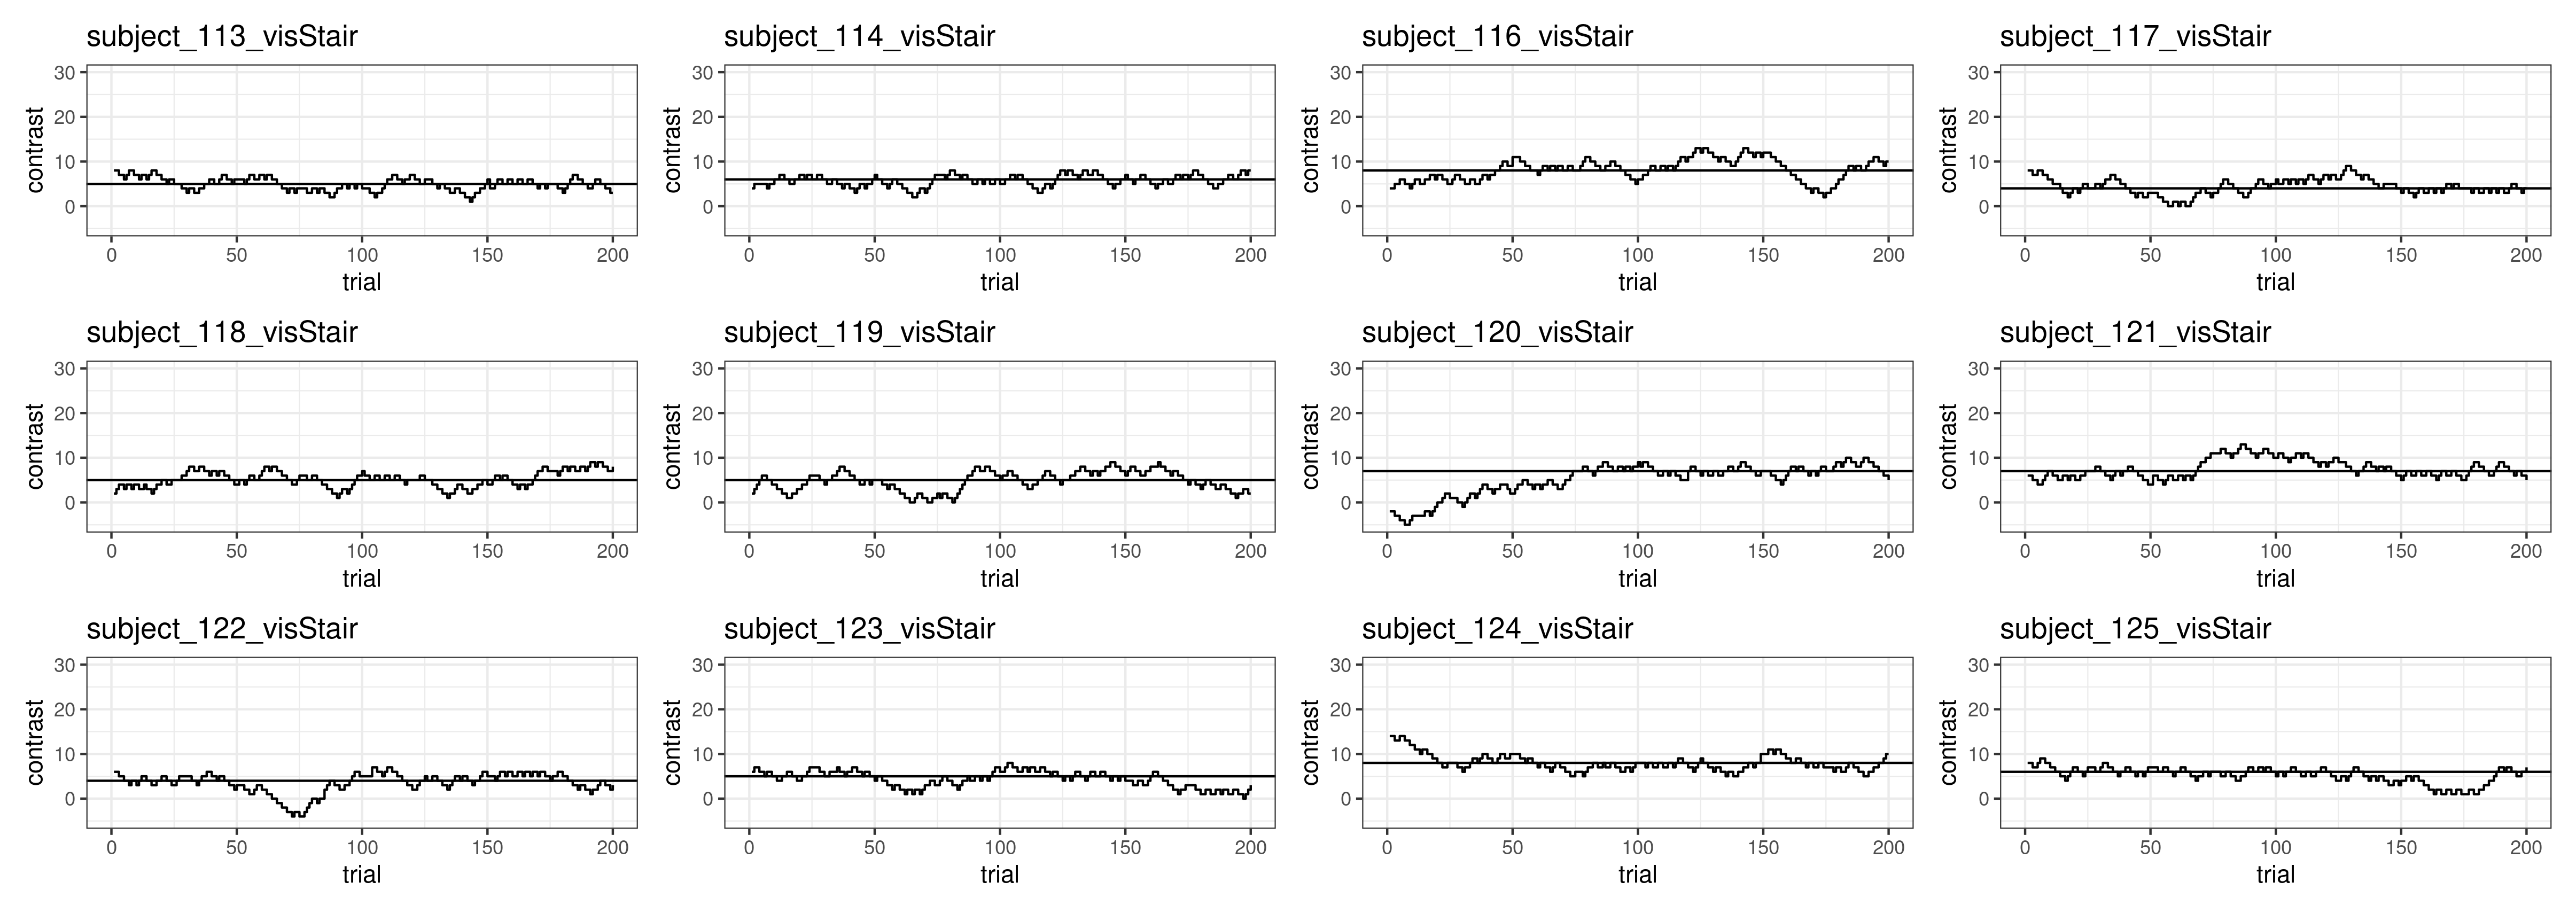 subject_113_visStair
subject_114_visStair
subject_116_visStair
subject_117_visStair
30
20
10
0
contrast
0 50 100 150 200
trial
30
20
10
0
contrast
0 50 100 150 200
trial
30
20
10
0
contrast
0 50 100 150 200
trial
30
20
10
0
contrast
0 50 100 150 200
trial
subject_118_visStair
subject_119_visStair
subject_120_visStair
subject_121_visStair
30
20
10
0
contrast
0 50 100 150 200
trial
30
20
10
0
contrast
0 50 100 150 200
trial
30
20
10
0
contrast
0 50 100 150 200
trial
30
20
10
0
contrast
0 50 100 150 200
trial
subject_122_visStair
subject_123_visStair
subject_124_visStair
subject_125_visStair
30
20
10
0
contrast
0 50 100 150 200
trial
30
20
10
0
contrast
0 50 100 150 200
trial
30
20
10
0
contrast
0 50 100 150 200
trial
30
20
10
0
contrast
0 50 100 150 200
trial